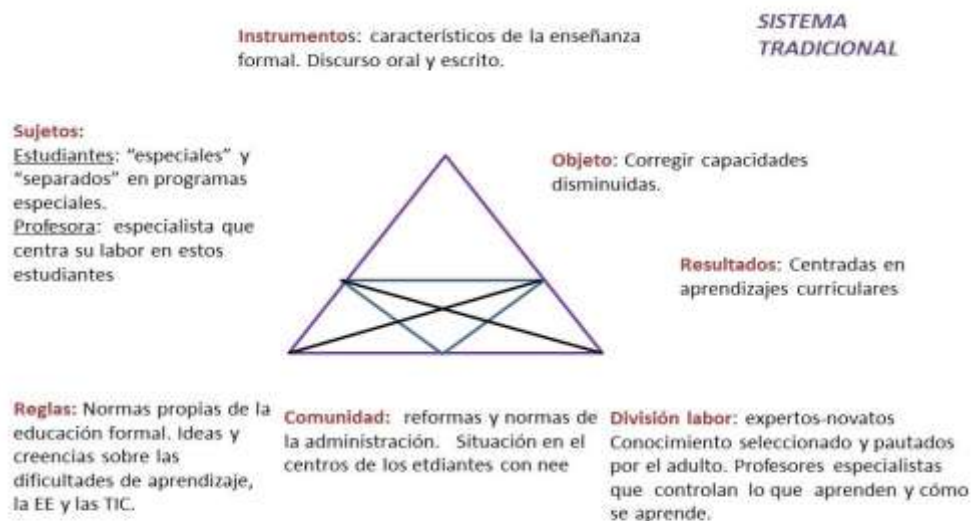 Instrumentos: característicos de la enseñanza
formal. Discurso oral y escrito.
SISTEMA
TRADICIONAL
Sujetos:
Estudiantes: “especiales” y
“separados” en programas
especiales.
Profesora: especialista que
centra su labor en estos
estudiantes
Objeto: Corregir capacidades
disminuidas.
Resultados: Centradas en
aprendizajes curriculares
Reglas: Normas propias de la
educación formal. Ideas y
creencias sobre las
dificultades de aprendizaje,
la EE y las TIC.
Comunidad: reformas y normas de
la administración. Situación en el
centros de los etdiantes con nee
División labor: expertos-novatos
Conocimiento seleccionado y pautados
por el adulto. Profesores especialistas
que controlan lo que aprenden y cómo
se aprende.